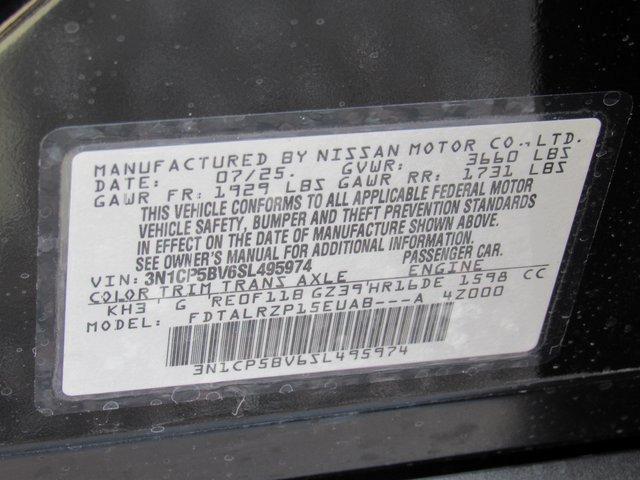 MANUFACTURED BY NISSAN MOTOR CO., LTD.
DATE: 07/25. GVWR: 3660 LBS
GAWR FR: 1929 LBS GAWR RR: 1731 LBS
THIS VEHICLE CONFORMS TO ALL APPLICABLE FEDERAL MOTOR
VEHICLE SAFETY, BUMPER AND THEFT PREVENTION STANDARDS
IN EFFECT ON THE DATE OF MANUFACTURE SHOWN ABOVE.
SEE OWNER'S MANUAL FOR ADDITIONAL INFORMATION.
VIN: 3N1CP5BV6SL495974 PASSENGER CAR.
COLOR TRIM TRANS AXLE ENGINE
KH3 G RE0F11B GZ39 HR16DE 1598 CC
MODEL: FDTALRZP15EUAB---A 4Z000
3N1CP5BV6SL495974